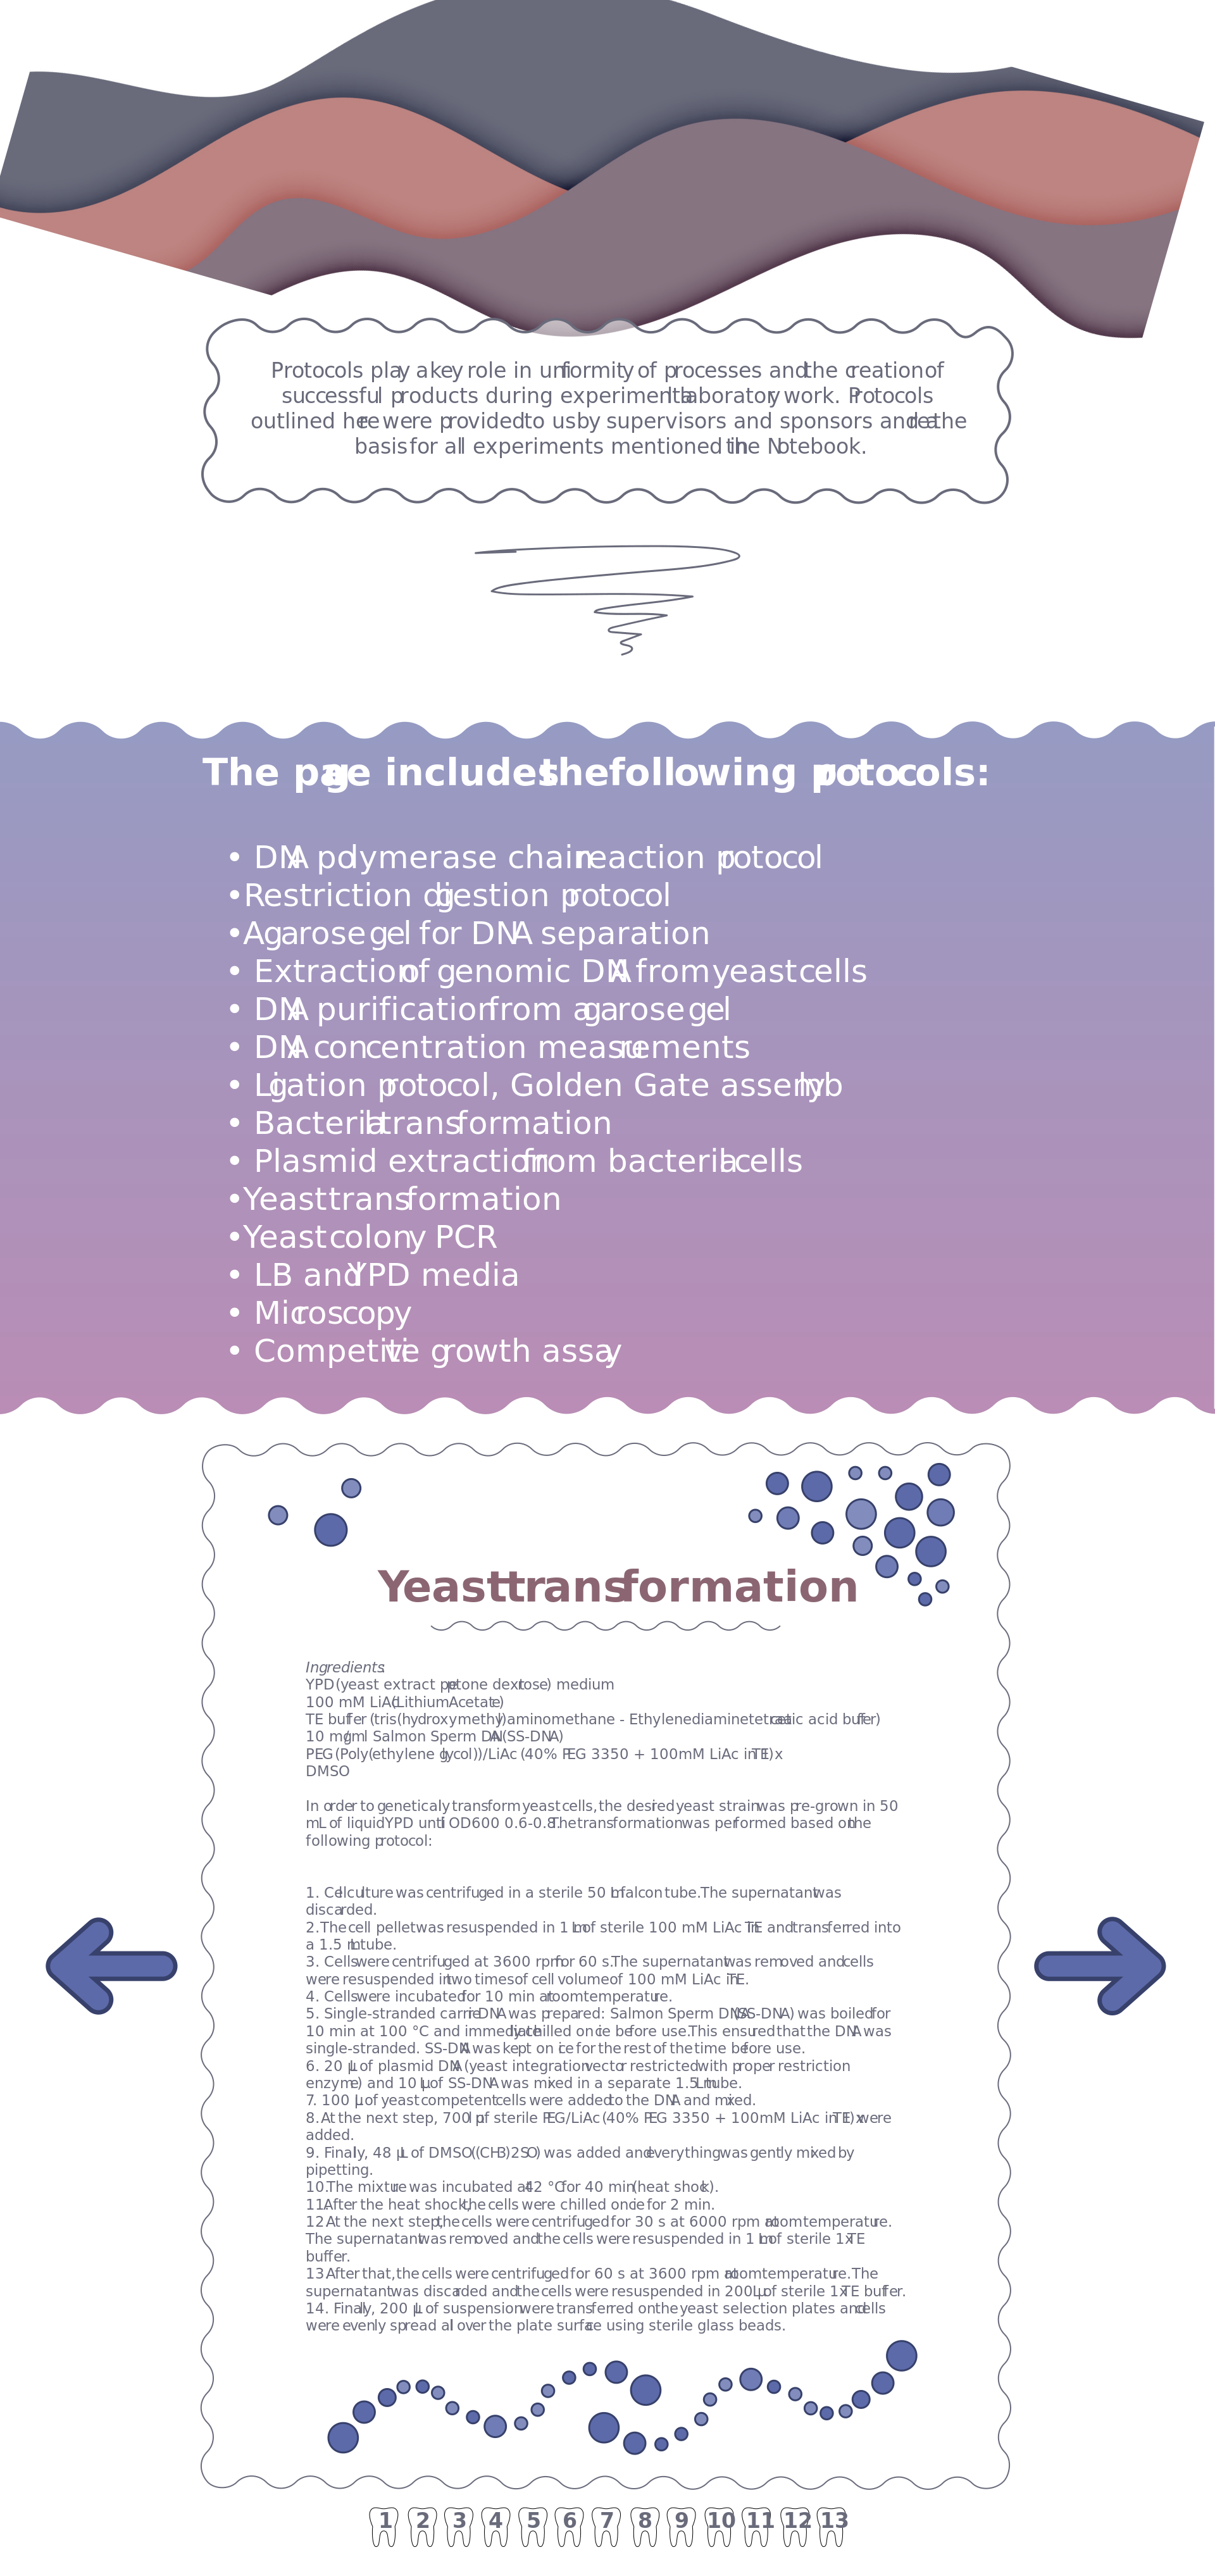 Protocols play a key role in uniformity of processes and the creation of
successful products during experimental laboratory work. Protocols
outlined here were provided to us by supervisors and sponsors and are the
basis for all experiments mentioned in the Notebook.
The page includes the following protocols:
• DNA polymerase chain reaction protocol
• Restriction digestion protocol
• Agarose gel for DNA separation
• Extraction of genomic DNA from yeast cells
• DNA purification from agarose gel
• DNA concentration measurements
• Ligation protocol, Golden Gate assembly
• Bacterial transformation
• Plasmid extraction from bacterial cells
• Yeast transformation
• Yeast colony PCR
• LB and YPD media
• Microscopy
• Competitive growth assay
Yeast transformation
Ingredients:
YPD (yeast extract peptone dextrose) medium
100 mM LiAc (Lithium Acetate)
TE buffer (tris(hydroxymethyl)aminomethane - Ethylenediaminetetraacetic acid buffer)
10 mg/ml Salmon Sperm DNA (SS-DNA)
PEG (Poly(ethylene glycol))/LiAc (40% PEG 3350 + 100mM LiAc in 1xTE)
DMSO
In order to geneticaly transform yeast cells, the desired yeast strain was pre-grown in 50
mL of liquid YPD until OD600 0.6-0.8. The transformation was performed based on the
following protocol:
1. Cell culture was centrifuged in a sterile 50 mL falcon tube. The supernatant was
discarded.
2. The cell pellet was resuspended in 1 mL of sterile 100 mM LiAc in TE and transferred into
a 1.5 mL tube.
3. Cells were centrifuged at 3600 rpm for 60 s. The supernatant was removed and cells
were resuspended in two times of cell volume of 100 mM LiAc in TE.
4. Cells were incubated for 10 min at room temperature.
5. Single-stranded carrier DNA was prepared: Salmon Sperm DNA (SS-DNA) was boiled for
10 min at 100 °C and immediately chilled on ice before use. This ensured that the DNA was
single-stranded. SS-DNA was kept on ice for the rest of the time before use.
6. 20 µL of plasmid DNA (yeast integration vector restricted with proper restriction
enzyme) and 10 µL of SS-DNA was mixed in a separate 1.5 mL tube.
7. 100 µL of yeast competent cells were added to the DNA and mixed.
8. At the next step, 700 µl of sterile PEG/LiAc (40% PEG 3350 + 100mM LiAc in 1xTE) were
added.
9. Finally, 48 µL of DMSO ((CH3)2SO) was added and everything was gently mixed by
pipetting.
10. The mixture was incubated at 42 °C for 40 min (heat shock).
11. After the heat shock, the cells were chilled on ice for 2 min.
12. At the next step, the cells were centrifuged for 30 s at 6000 rpm at room temperature.
The supernatant was removed and the cells were resuspended in 1 mL of sterile 1x TE
buffer.
13. After that, the cells were centrifuged for 60 s at 3600 rpm at room temperature. The
supernatant was discarded and the cells were resuspended in 200 µL of sterile 1x TE buffer.
14. Finally, 200 µL of suspension were transferred on the yeast selection plates and cells
were evenly spread all over the plate surface using sterile glass beads.
1 2 3 4 5 6 7 8 9 10 11 12 13